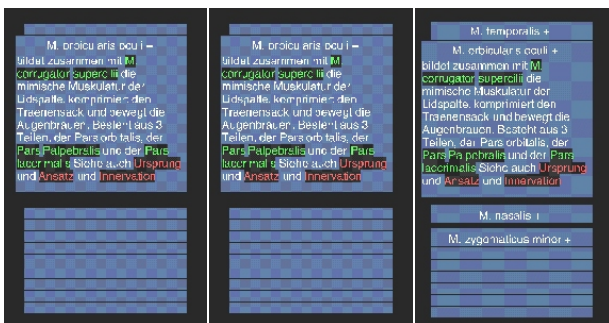 M. orbicularis oculi –
bildet zusammen mit M.
corrugator supercilii die
mimische Muskulatur der
Lidspalte, komprimiert den
Traenensack und bewegt die
Augenbrauen. Besteht aus 3
Teilen, der Pars orbitalis, der
Pars Palpebralis und der Pars
lacrimalis Siehe auch Ursprung
und Ansatz und Innervation
M. orbicularis oculi –
bildet zusammen mit M.
corrugator supercilii die
mimische Muskulatur der
Lidspalte, komprimiert den
Traenensack und bewegt die
Augenbrauen. Besteht aus 3
Teilen, der Pars orbitalis, der
Pars Palpebralis und der Pars
lacrimalis Siehe auch Ursprung
und Ansatz und Innervation
M. temporalis +
M. orbicularis oculi +
bildet zusammen mit M.
corrugator supercilii die
mimische Muskulatur der
Lidspalte, komprimiert den
Traenensack und bewegt die
Augenbrauen. Besteht aus 3
Teilen, der Pars orbitalis, der
Pars Palpebralis und der Pars
lacrimalis Siehe auch Ursprung
und Ansatz und Innervation
M. nasalis +
M. zygomaticus minor +